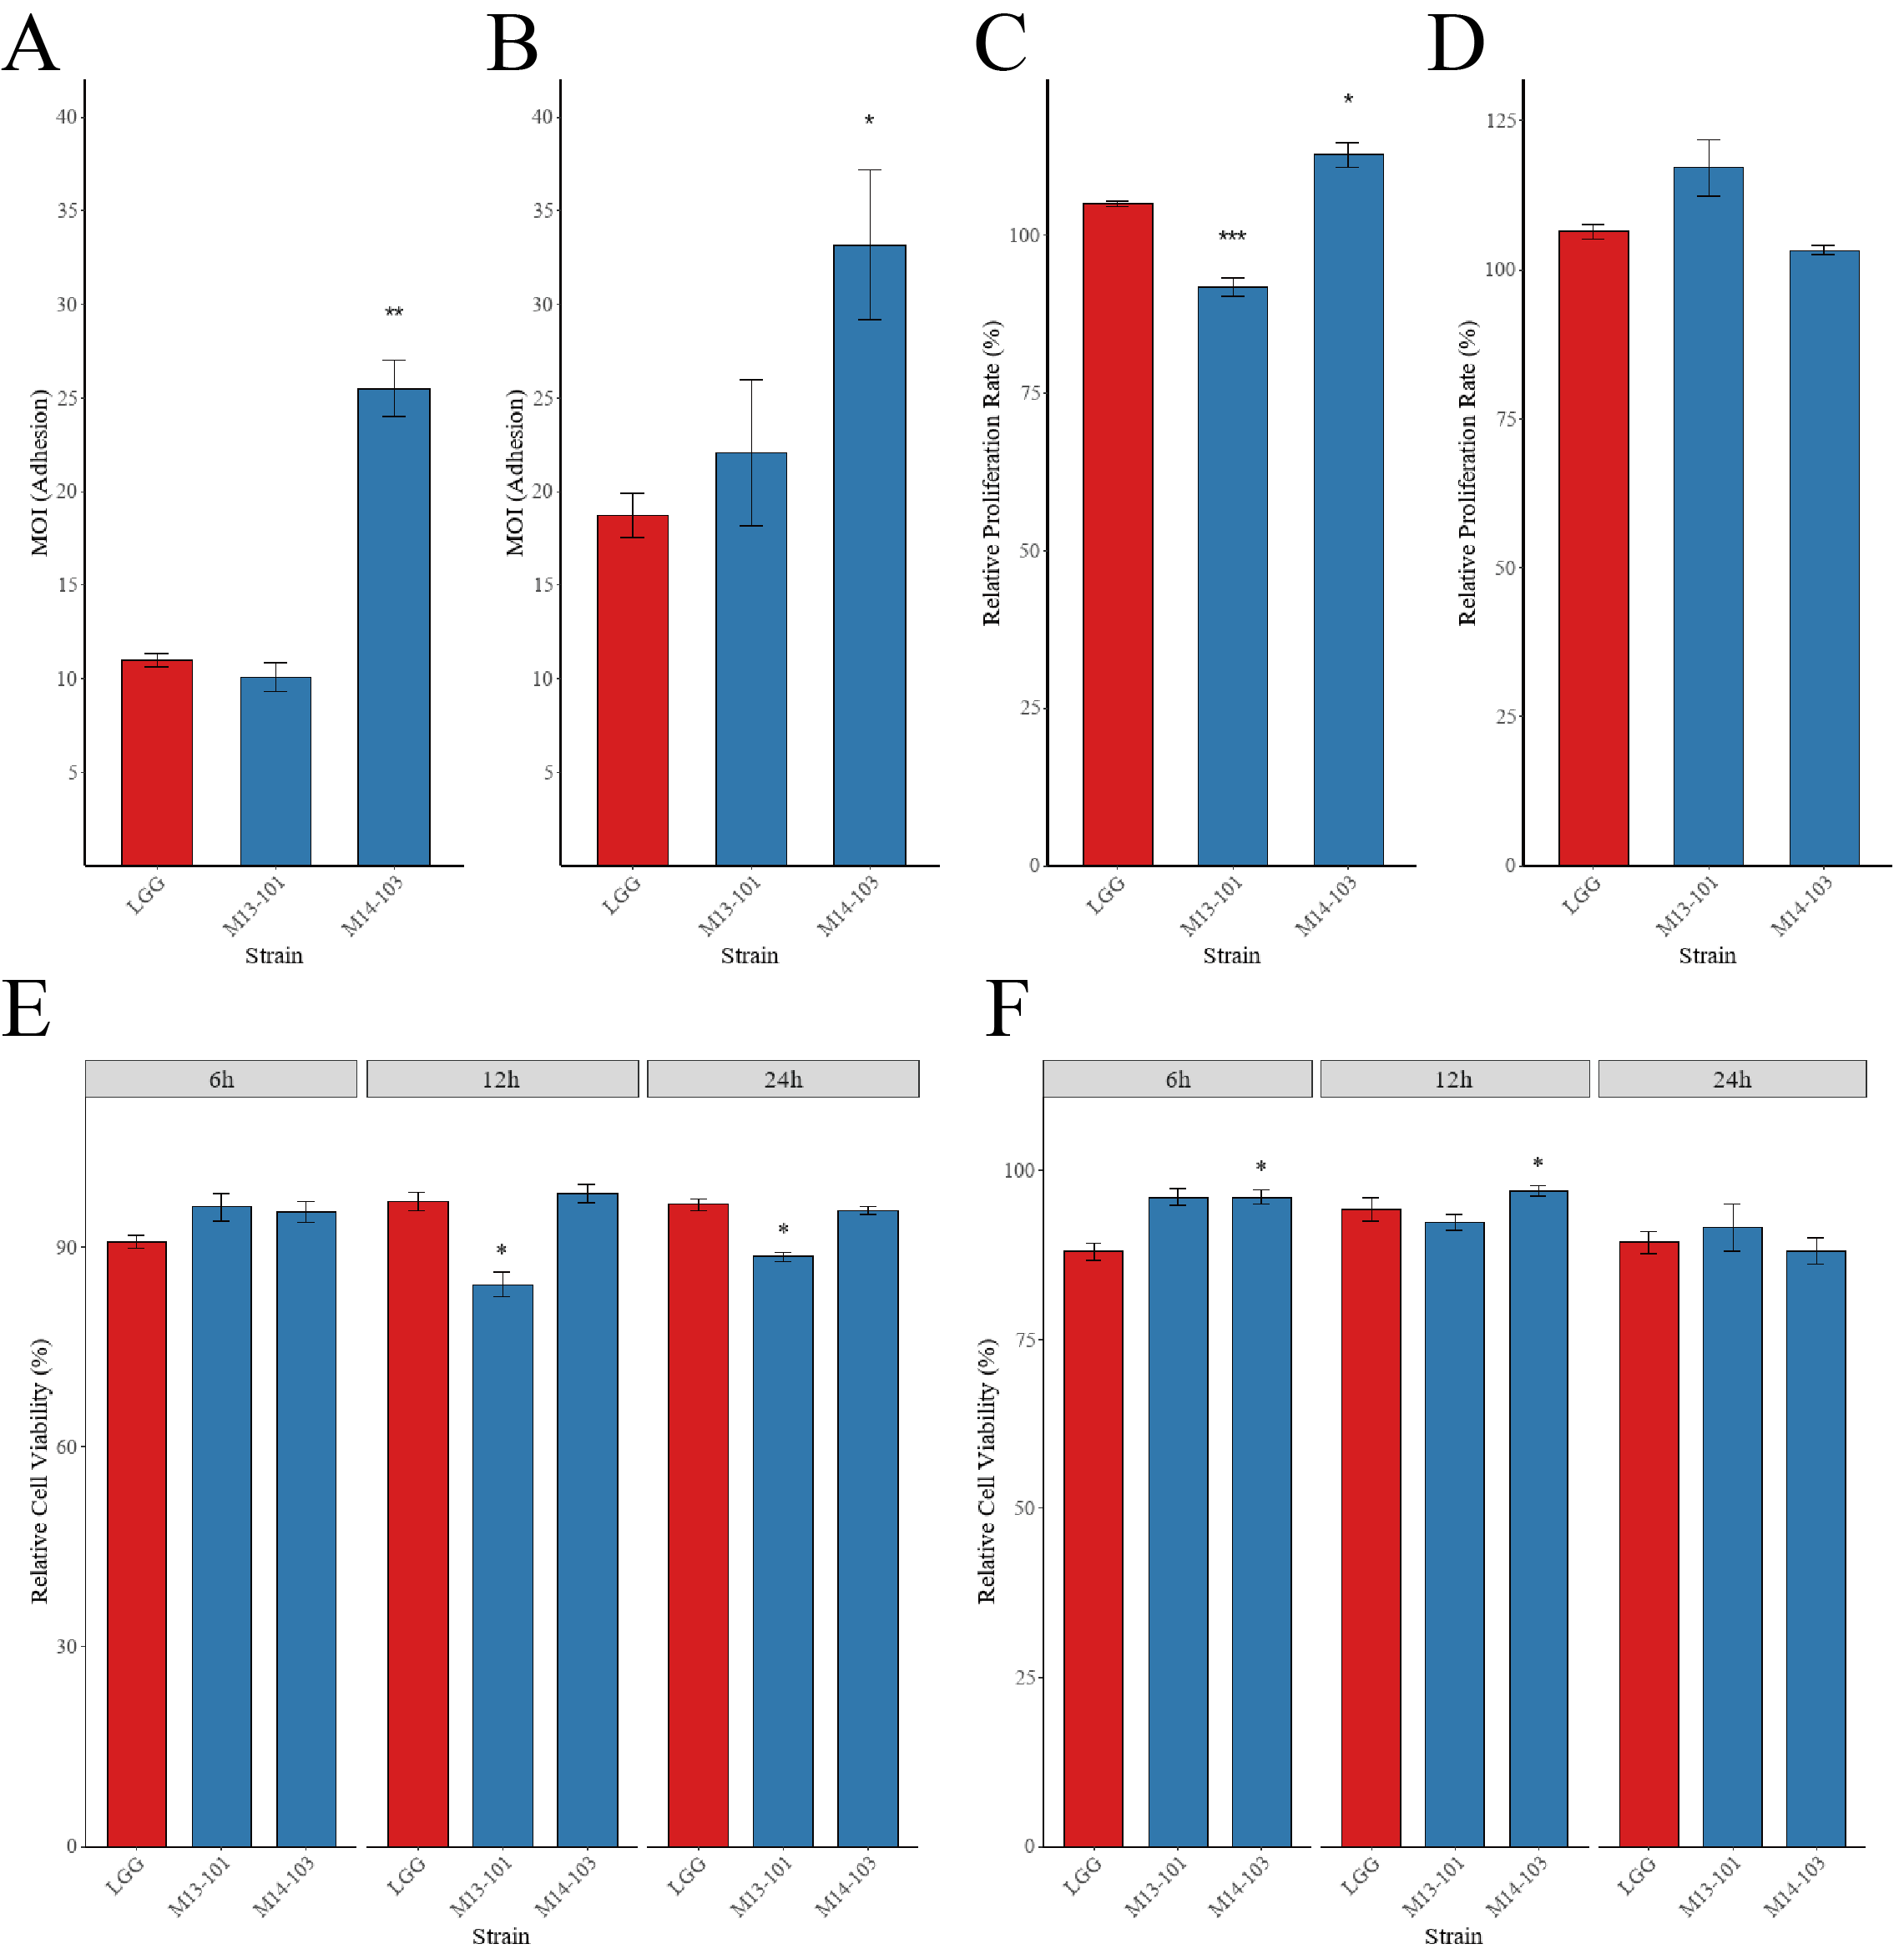 A
B
C
D
40
35
30
25
20
15
10
5
MOI (Adhesion)
**
LGG
M13-101
M14-103
Strain
40
35
30
25
20
15
10
5
MOI (Adhesion)
*
LGG
M13-101
M14-103
Strain
100
75
50
25
0
Relative Proliferation Rate (%)
***
*
LGG
M13-101
M14-103
Strain
125
100
75
50
25
0
Relative Proliferation Rate (%)
LGG
M13-101
M14-103
Strain
E
6h
12h
24h
90
60
30
0
Relative Cell Viability (%)
*
*
LGG
M13-101
M14-103
LGG
M13-101
M14-103
LGG
M13-101
M14-103
Strain
F
6h
12h
24h
100
75
50
25
0
Relative Cell Viability (%)
*
*
LGG
M13-101
M14-103
LGG
M13-101
M14-103
LGG
M13-101
M14-103
Strain